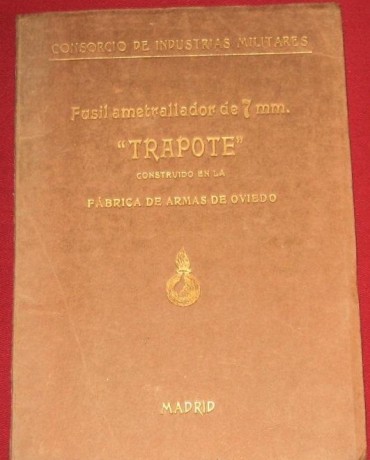 CONSORCIO DE INDUSTRIAS MILITARES
Fusil ametrallador de 7 mm.
"TRAPOTE"
CONSTRUIDO EN LA
FÁBRICA DE ARMAS DE OVIEDO
MADRID